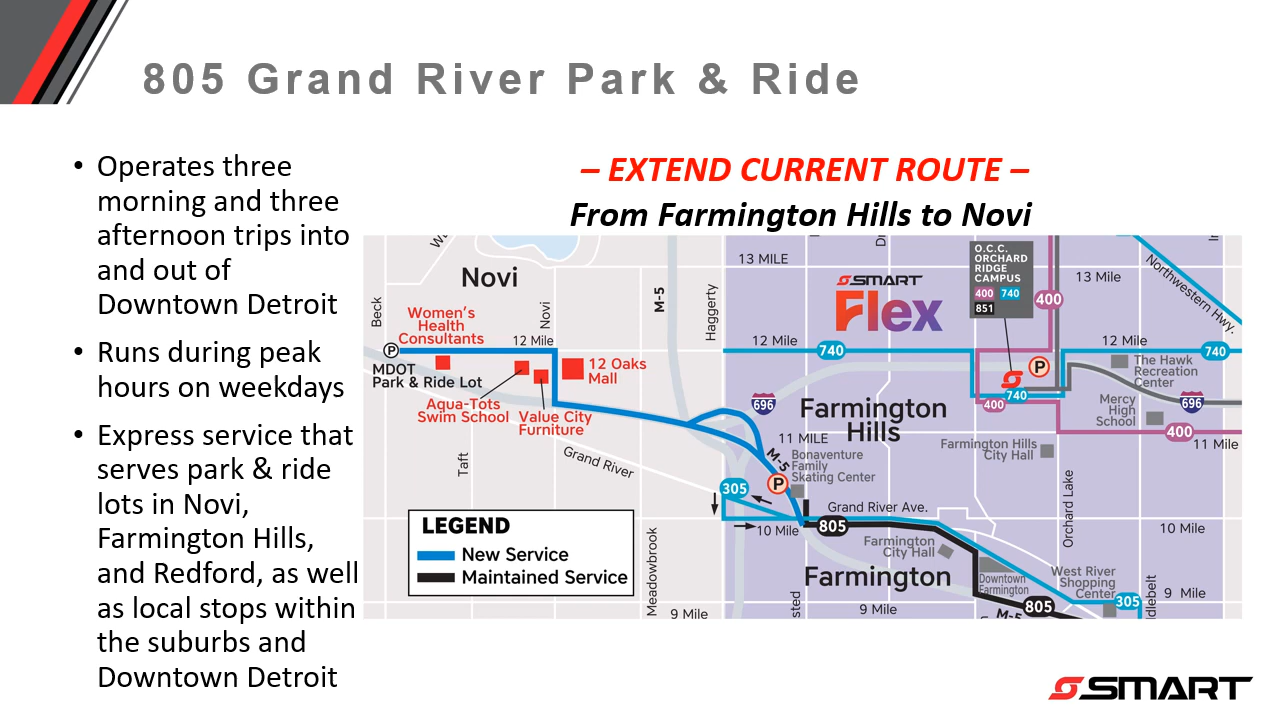 805 Grand River Park & Ride
• Operates three
morning and three
afternoon trips into
and out of
Downtown Detroit
• Runs during peak
hours on weekdays
• Express service that
serves park & ride
lots in Novi,
Farmington Hills,
and Redford, as well
as local stops within
the suburbs and
Downtown Detroit
– EXTEND CURRENT ROUTE –
From Farmington Hills to Novi
Novi
Beck
Women's
Health
Consultants
Novi
12 Mile
P
MDOT
Park & Ride Lot
12 Oaks
Mall
Aqua-Tots
Swim School
Value City
Furniture
Taft
Grand River
M-5
Haggerty
13 MILE
SMART
Flex
O.C.C.
ORCHARD
RIDGE
CAMPUS
400 740
851
400
13 Mile
Northwestern Hwy.
12 Mile
740
12 Mile
740
P
740
400
The Hawk
Recreation
Center
696
Mercy
High
School
696
400
11 Mile
Farmington
Hills
11 MILE
M-5
Bonaventure
Family
Skating Center
P
Farmington Hills
City Hall
305
10 Mile
805
Grand River Ave.
Orchard Lake
10 Mile
Farmington
City Hall
Farmington
Downtown
Farmington
West River
Shopping
Center
305
9 Mile
805
M-5
9 Mile
9 Mile
Meadowbrook
sted
dlebelt
LEGEND
New Service
Maintained Service
SMART